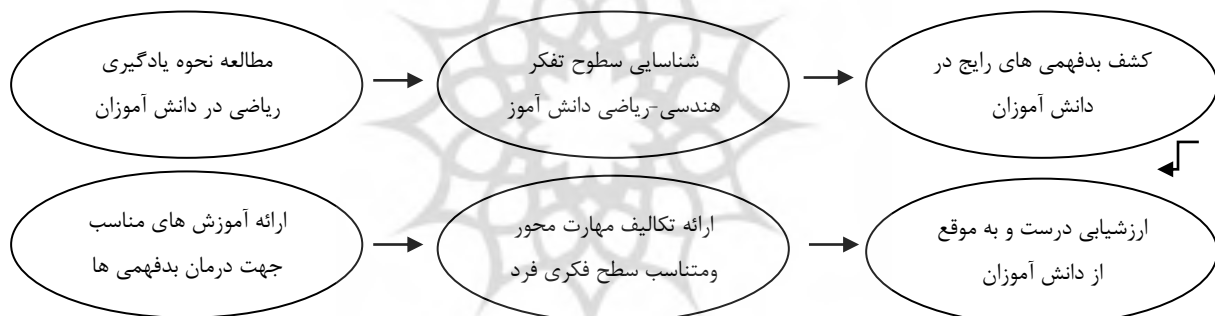 مطالعه نحوه یادگیری
ریاضی در دانش آموزان
شناسایی سطوح تفکر
هندسی-ریاضی دانش آموز
کشف بدفهمی های رایج در
دانش آموزان
ارائه آموزش های مناسب
جهت درمان بدفهمی ها
ارائه تکالیف مهارت محور
ومتناسب سطح فکری فرد
ارزشیابی درست و به موقع
از دانش آموزان